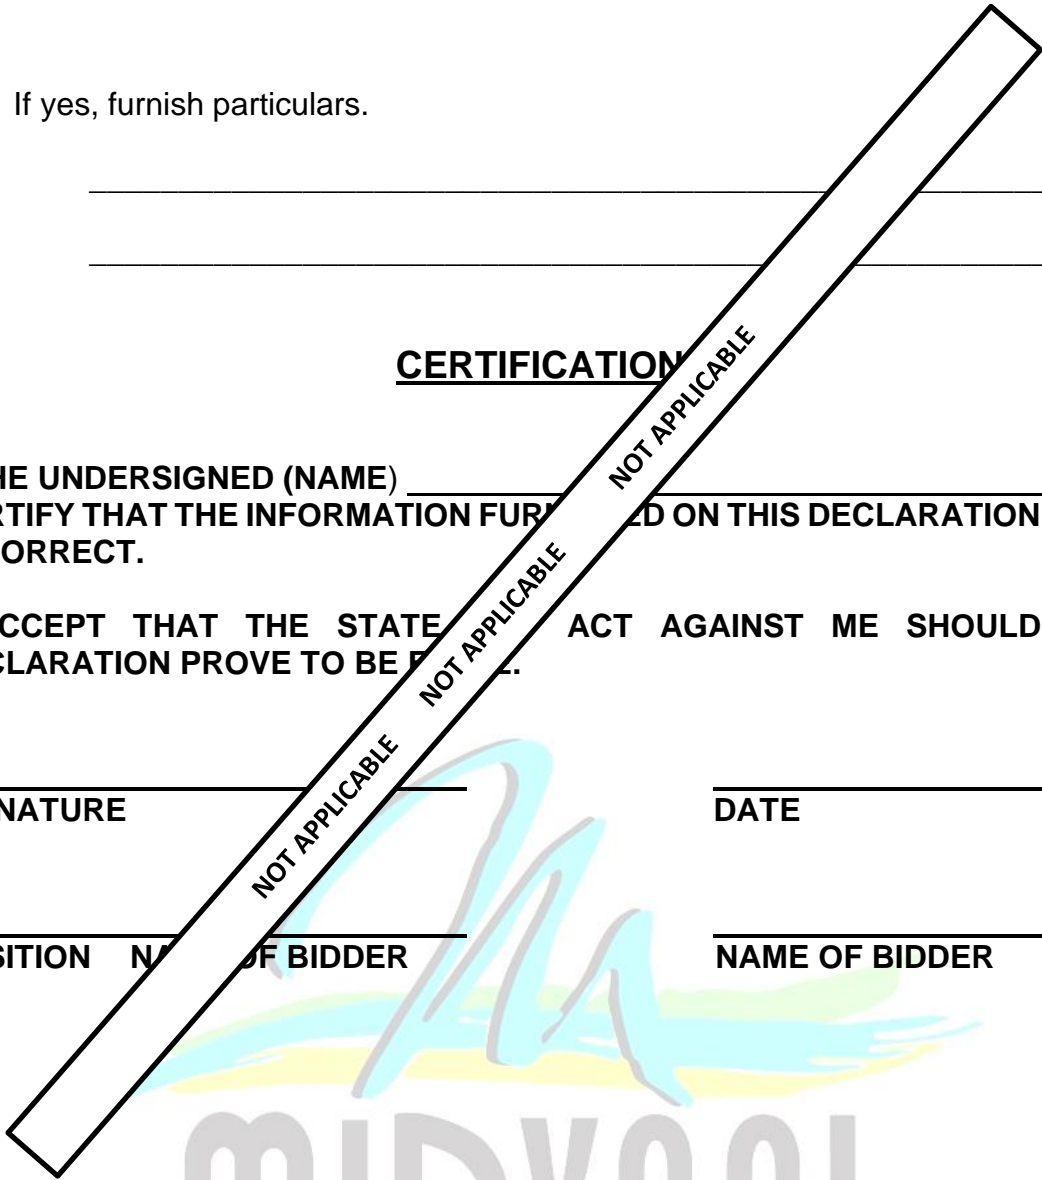 If yes, furnish particulars.
CERTIFICATION
HE UNDERSIGNED (NAME)
RTIFY THAT THE INFORMATION FUR ED ON THIS DECLARATION
ORRECT.
CCEPT THAT THE STATE ACT AGAINST ME SHOULD
CLARATION PROVE TO BE
NATURE DATE
SITION NA OF BIDDER NAME OF BIDDER
NOT APPLICABLE NOT APPLICABLE NOT APPLICABLE
MIDVAAL